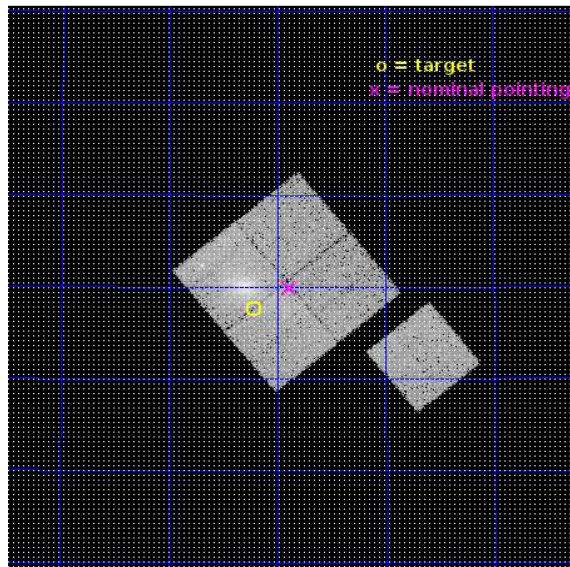 o = target
x = nominal pointing